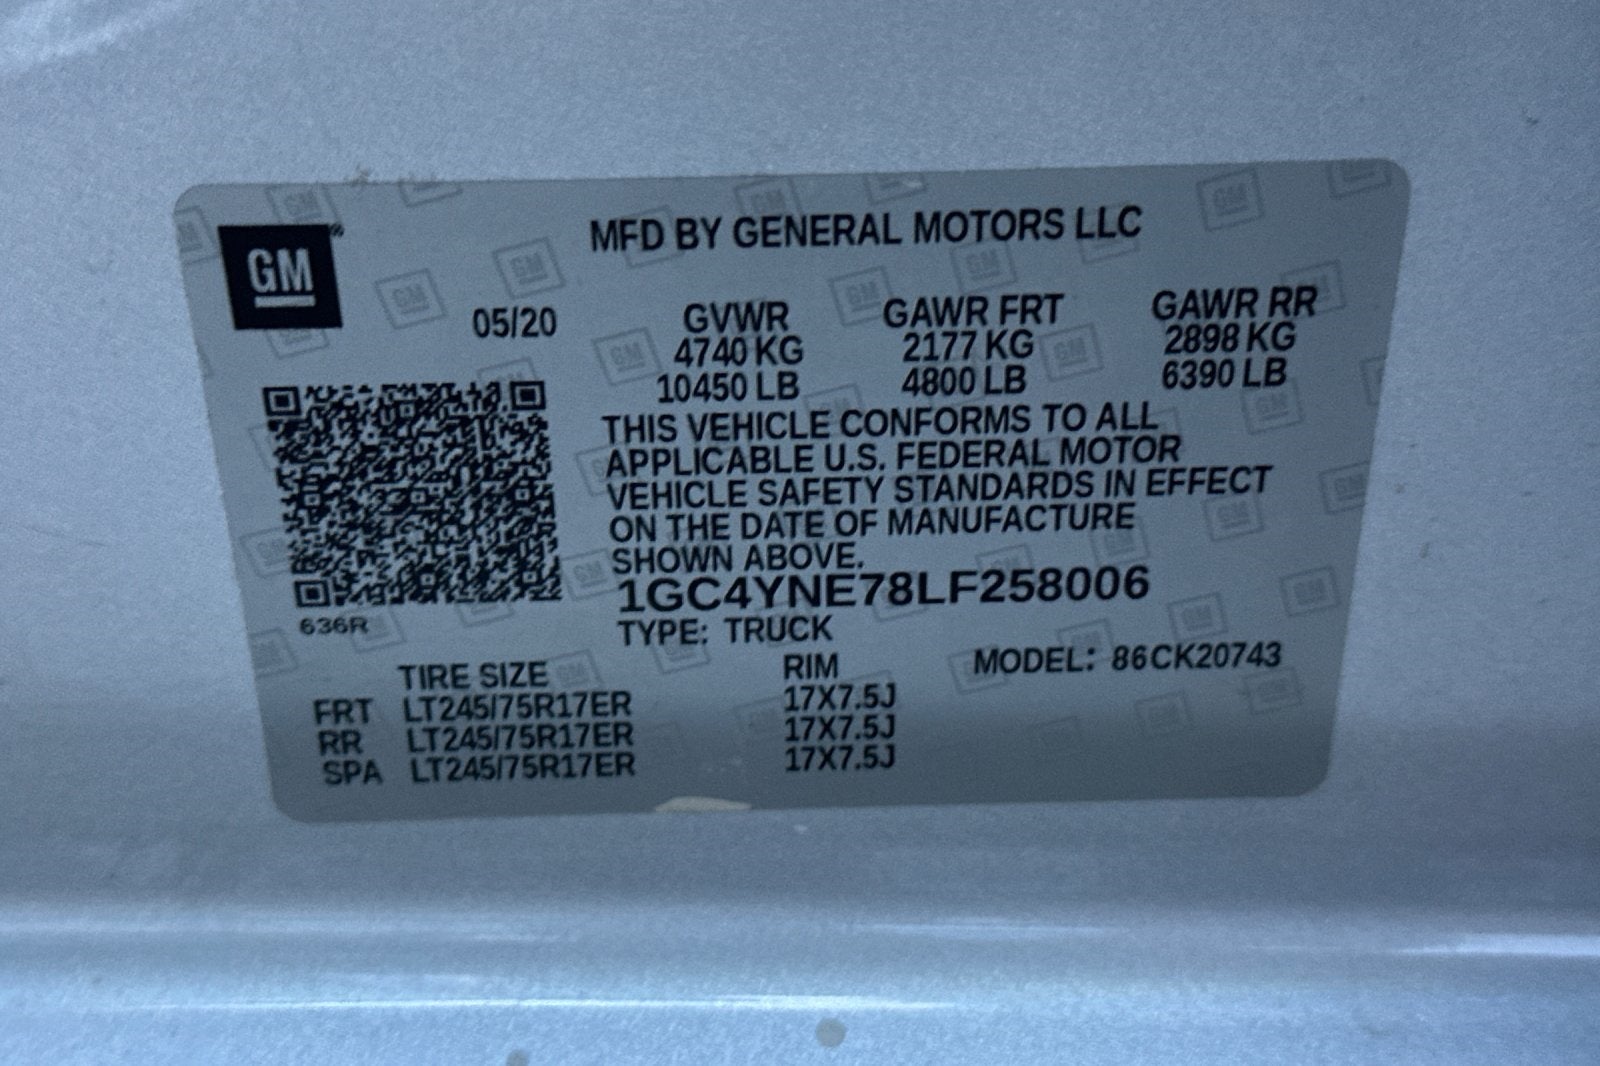 GM
MFD BY GENERAL MOTORS LLC
05/20
GVWR GAWR FRT GAWR RR
4740 KG 2177 KG 2898 KG
10450 LB 4800 LB 6390 LB
THIS VEHICLE CONFORMS TO ALL
APPLICABLE U.S. FEDERAL MOTOR
VEHICLE SAFETY STANDARDS IN EFFECT
ON THE DATE OF MANUFACTURE
SHOWN ABOVE.
1GC4YNE78LF258006
636R
TYPE: TRUCK
TIRE SIZE RIM MODEL: 86CK20743
FRT LT245/75R17ER 17X7.5J
RR LT245/75R17ER 17X7.5J
SPA LT245/75R17ER 17X7.5J